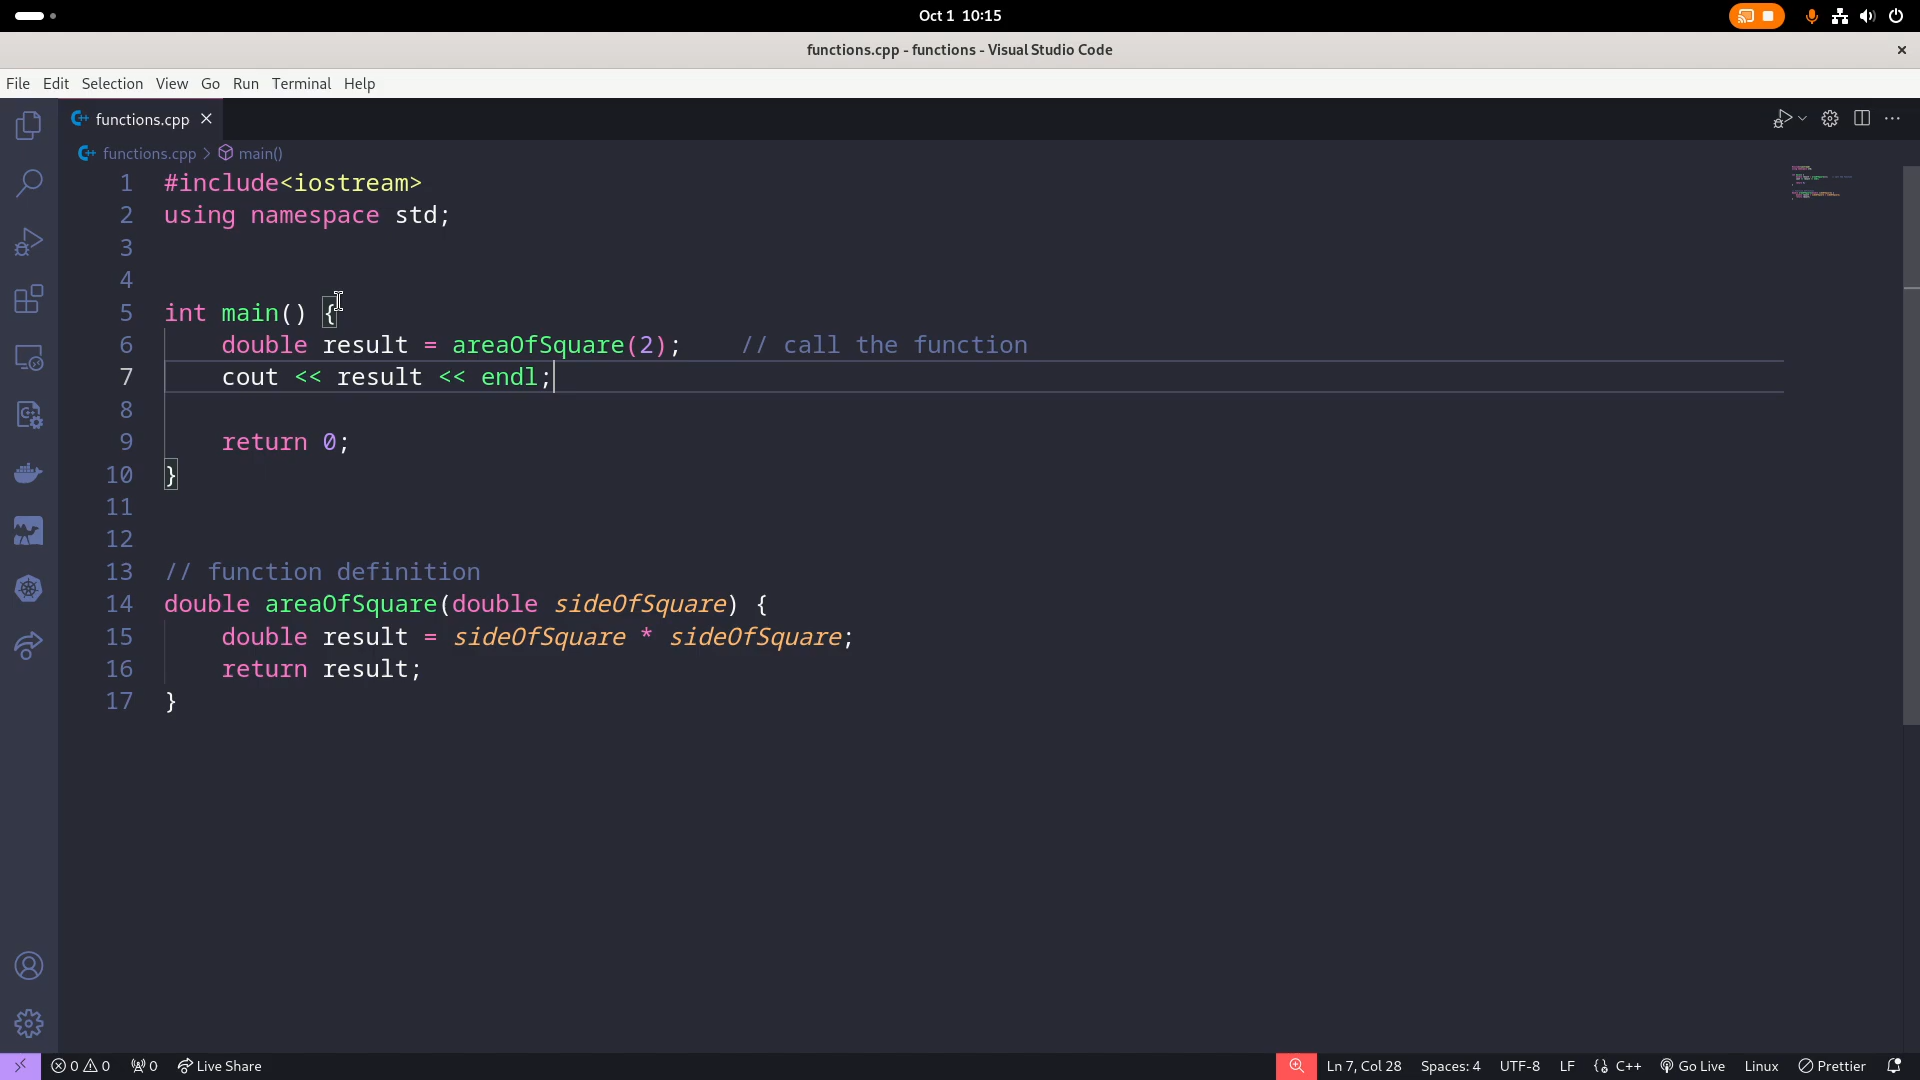 Oct 1 10:15
functions.cpp - functions - Visual Studio Code
File Edit Selection View Go Run Terminal Help
functions.cpp
functions.cpp > main()
1 #include<iostream>
2 using namespace std;
3
4
5 int main() {
6 double result = areaOfSquare(2); // call the function
7 cout << result << endl;
8
9 return 0;
10 }
11
12
13 // function definition
14 double areaOfSquare(double sideOfSquare) {
15 double result = sideOfSquare * sideOfSquare;
16 return result;
17 }
0 0 0 Live Share Ln 7, Col 28 Spaces: 4 UTF-8 LF C++ Go Live Linux Prettier